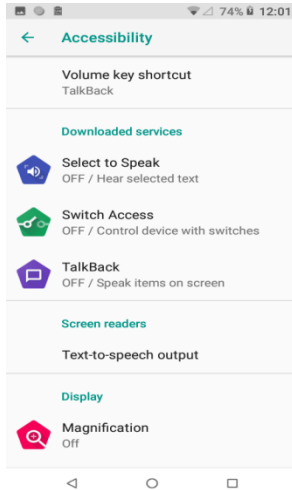 74% 12:01
Accessibility
Volume key shortcut
TalkBack
Downloaded services
Select to Speak
OFF / Hear selected text
Switch Access
OFF / Control device with switches
TalkBack
OFF / Speak items on screen
Screen readers
Text-to-speech output
Display
Magnification
Off